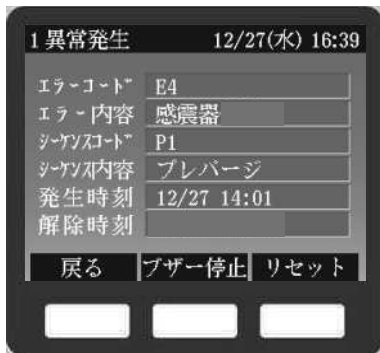 1 異常発生 12/27(水) 16:39
エラーコード E4
エラー内容 感震器
シーケンスコード P1
シーケンス内容 プレパージ
発生時刻 12/27 14:01
解除時刻
戻る ブザー停止 リセット